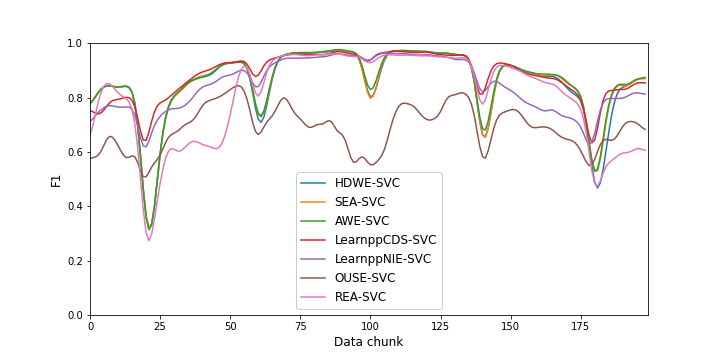 1.0
0.8
0.6
0.4
0.2
0.0
F1
HDWE-SVC
SEA-SVC
AWE-SVC
LearnppCDS-SVC
LearnppNIE-SVC
OUSE-SVC
REA-SVC
0 25 50 75 100 125 150 175
Data chunk